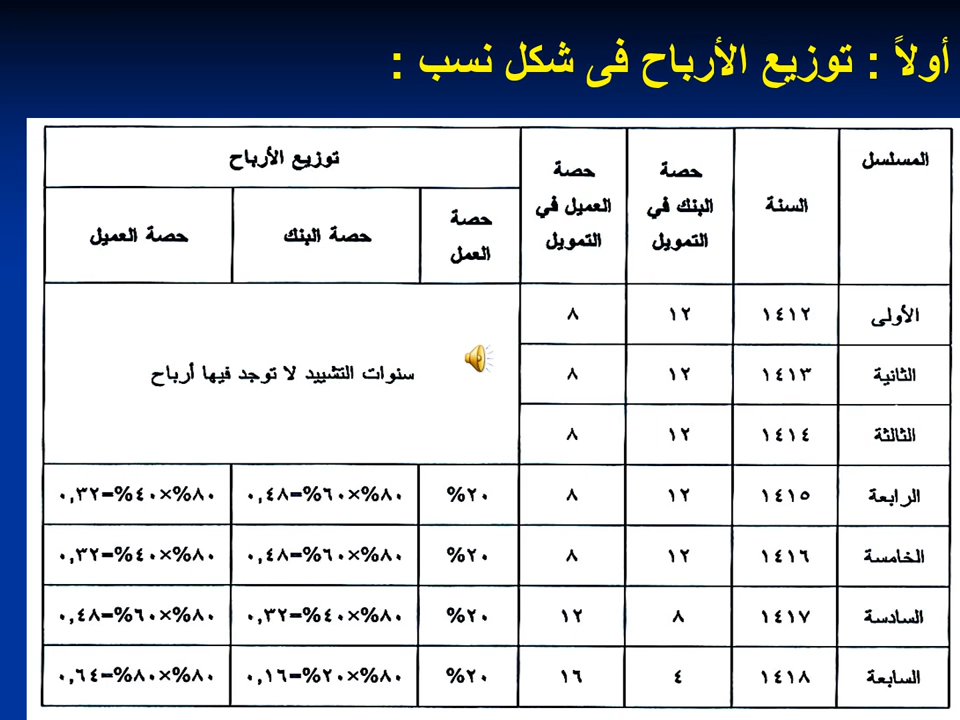 أولاً : توزيع الأرباح فى شكل نسب :
المسلسل
السنة
حصة
البنك في
التمويل
حصة
العميل في
التمويل
توزيع الأرباح
حصة
العمل
حصة البنك
حصة العميل
الأولى ١٤١٢ ١٢ ٨
الثانية ١٤١٣ ١٢ ٨
سنوات التشييد لا توجد فيها أرباح
الثالثة ١٤١٤ ١٢ ٨
الرابعة ١٤١٥ ١٢ ٨ ٢٠% ٨٠%×٦٠%=٠,٤٨ ٨٠%×٤٠%=٠,٣٢
الخامسة ١٤١٦ ١٢ ٨ ٢٠% ٨٠%×٦٠%=٠,٤٨ ٨٠%×٤٠%=٠,٣٢
السادسة ١٤١٧ ٨ ١٢ ٢٠% ٨٠%×٤٠%=٠,٣٢ ٨٠%×٦٠%=٠,٤٨
السابعة ١٤١٨ ٤ ١٦ ٢٠% ٨٠%×٢٠%=٠,١٦ ٨٠%×٨٠%=٠,٦٤